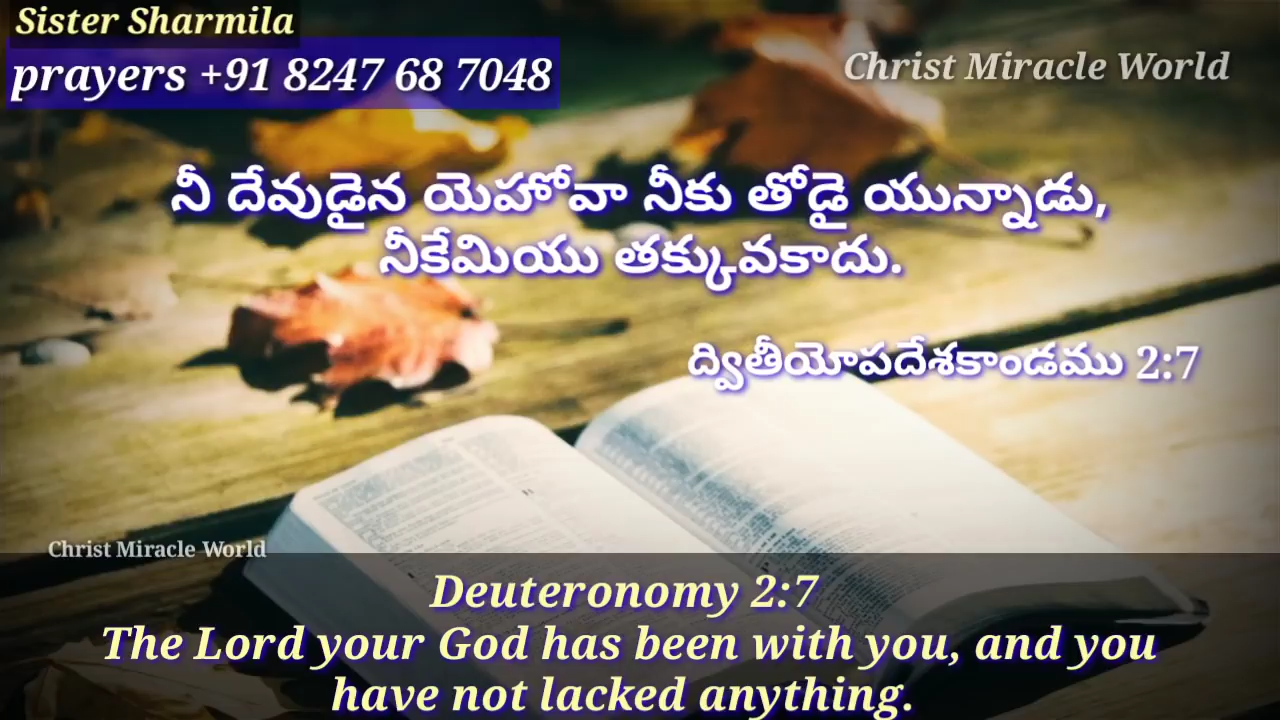 Sister Sharmila
prayers +91 8247 68 7048
Christ Miracle World
నీ దేవుడైన యెహోవా నీకు తోడై యున్నాడు,
నీకేమియు తక్కువకాదు.
ద్వితీయోపదేశకాండము 2:7
Christ Miracle World
Deuteronomy 2:7
The Lord your God has been with you, and you
have not lacked anything.